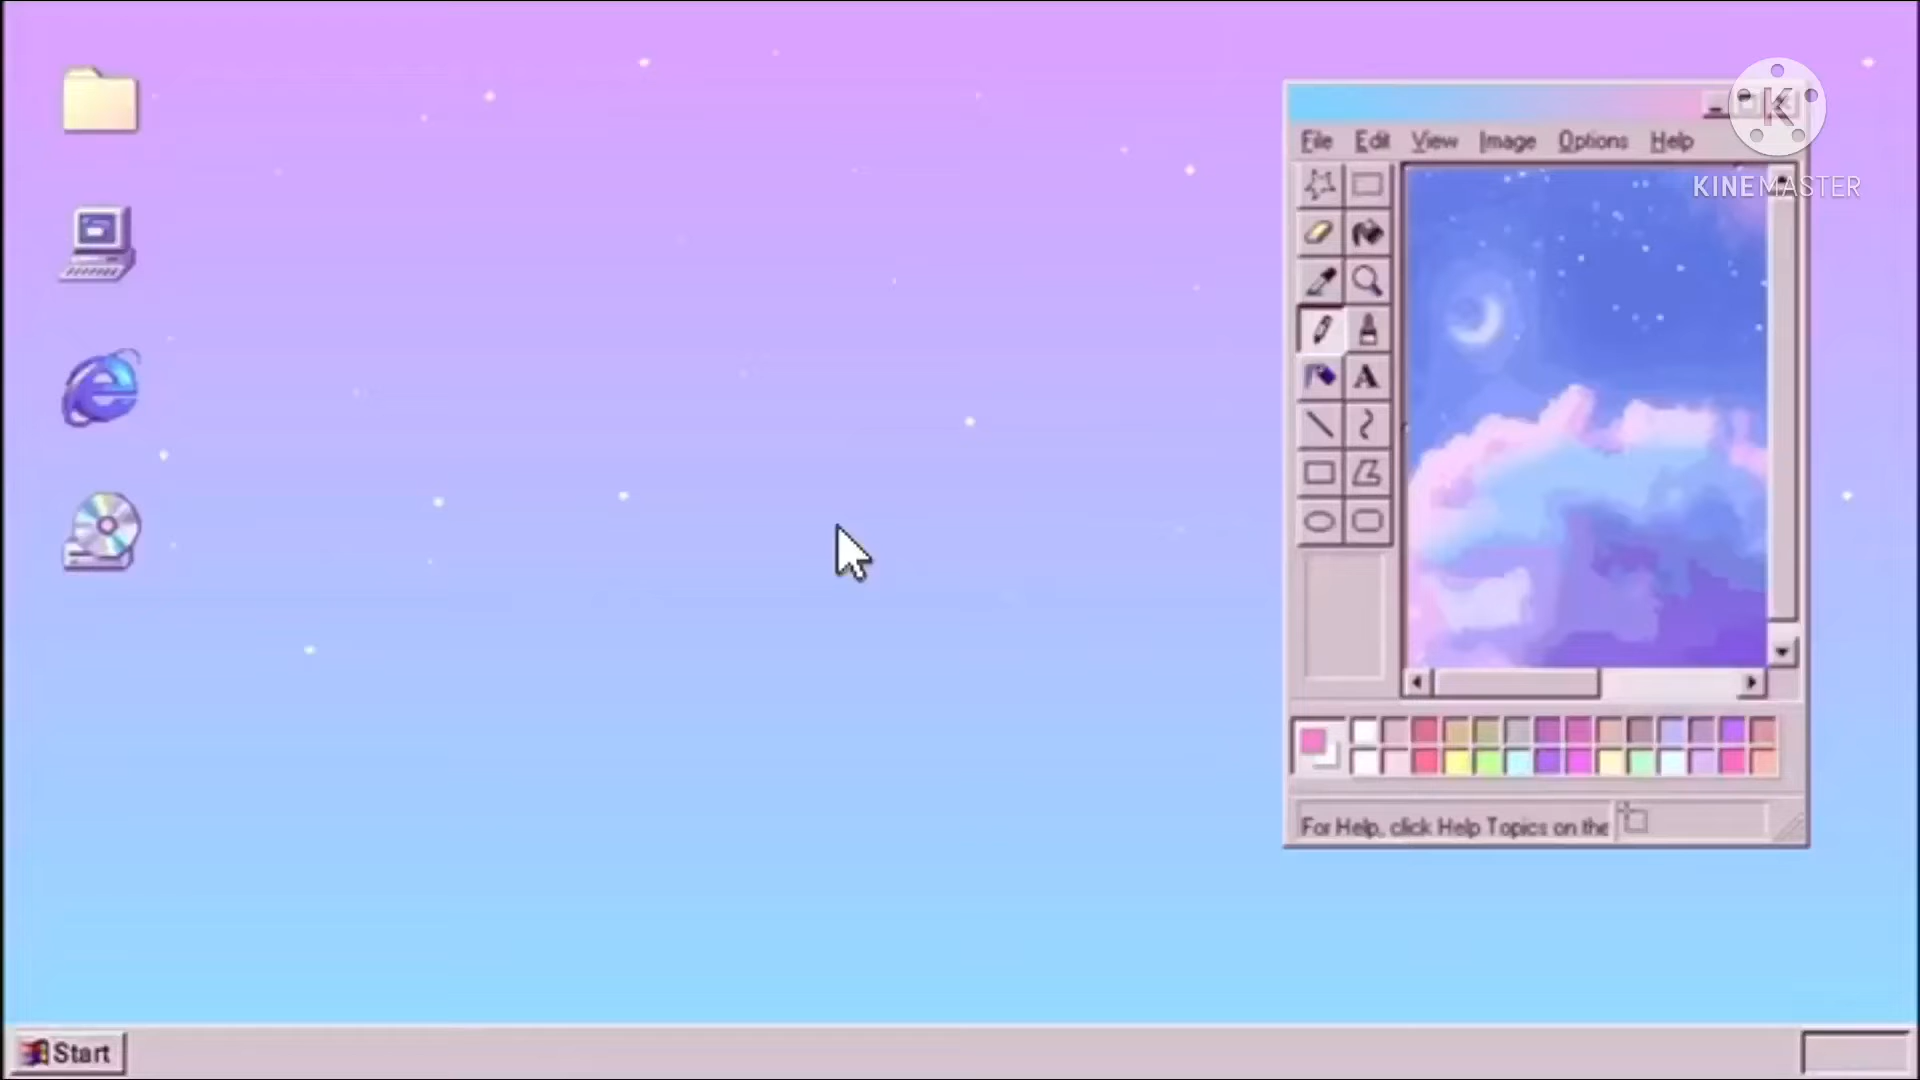 K
KINEMASTER
File Edit View Image Options Help
A
For Help, click Help Topics on the
Start